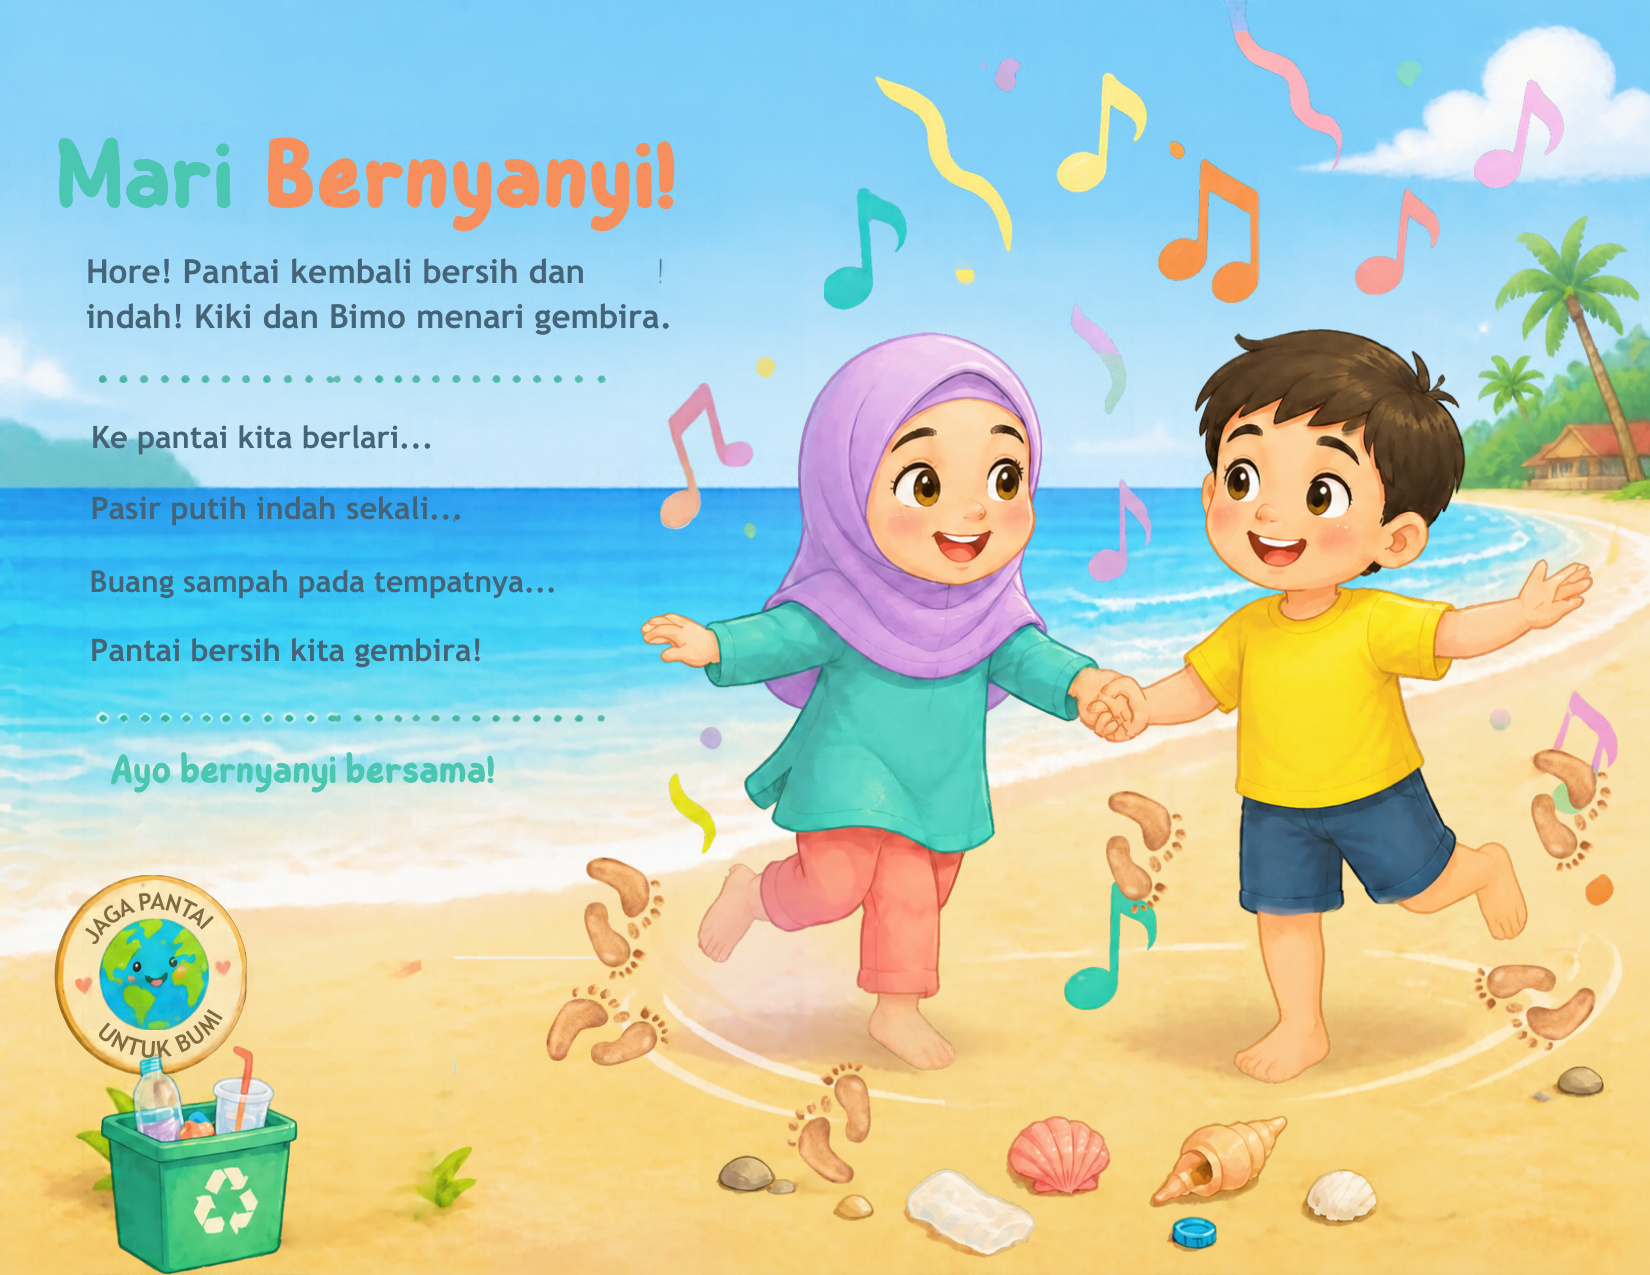 Mari Bernyanyi!
Hore! Pantai kembali bersih dan
indah! Kiki dan Bimo menari gembira.
Ke pantai kita berlari...
Pasir putih indah sekali...
Buang sampah pada tempatnya...
Pantai bersih kita gembira!
Ayo bernyanyi bersama!
JAGA PANTAI
UNTUK BUMI